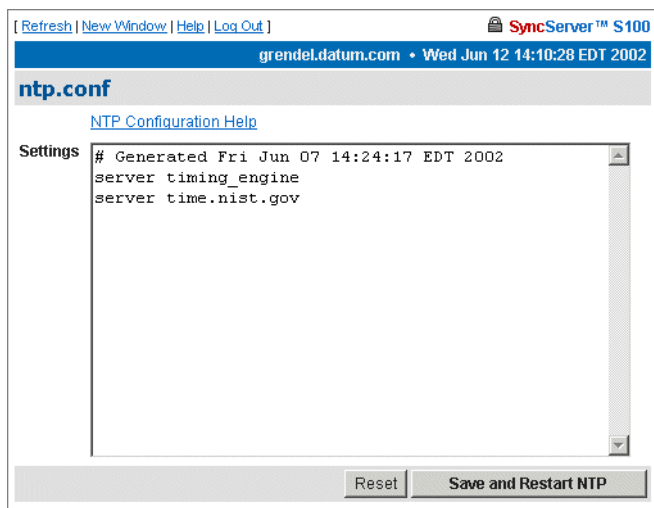 [ Refresh | New Window | Help | Log Out ] SyncServer™ S100
grendel.datum.com • Wed Jun 12 14:10:28 EDT 2002
ntp.conf
NTP Configuration Help
Settings
# Generated Fri Jun 07 14:24:17 EDT 2002
server timing_engine
server time.nist.gov
Reset Save and Restart NTP